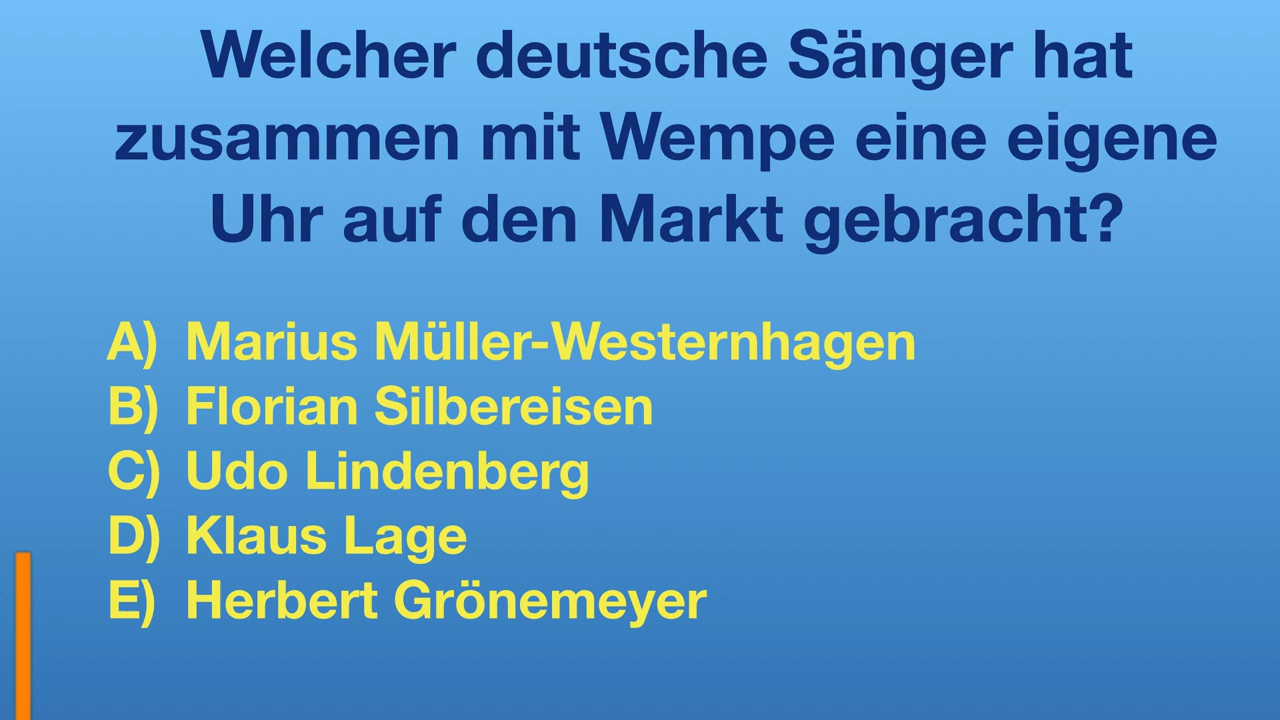 Welcher deutsche Sänger hat
zusammen mit Wempe eine eigene
Uhr auf den Markt gebracht?
A) Marius Müller-Westernhagen
B) Florian Silbereisen
C) Udo Lindenberg
D) Klaus Lage
E) Herbert Grönemeyer